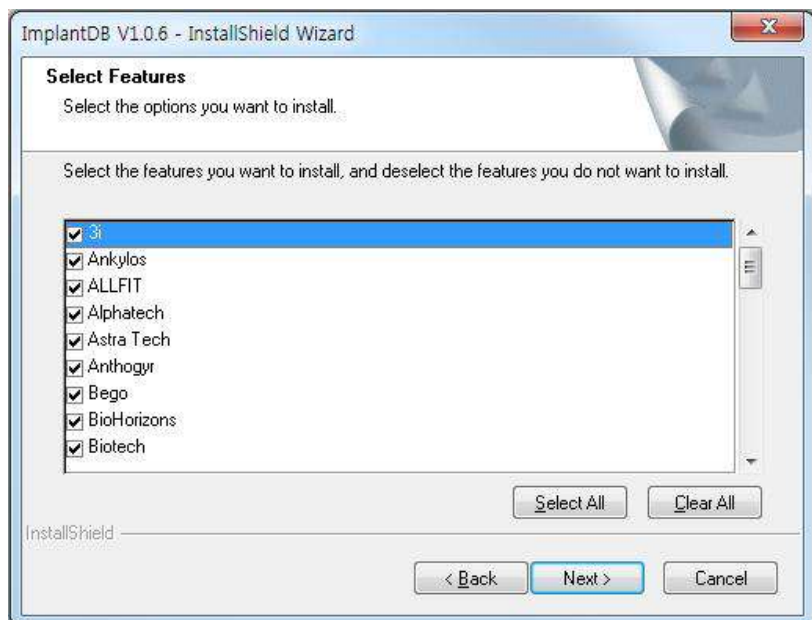 ImplantDB V1.0.6 - InstallShield Wizard
Select Features
Select the options you want to install.
Select the features you want to install, and deselect the features you do not want to install.
3i
Ankylos
ALLFIT
Alphatech
Astra Tech
Anthogyr
Bego
BioHorizons
Biotech
Select All
Clear All
InstallShield
< Back
Next >
Cancel